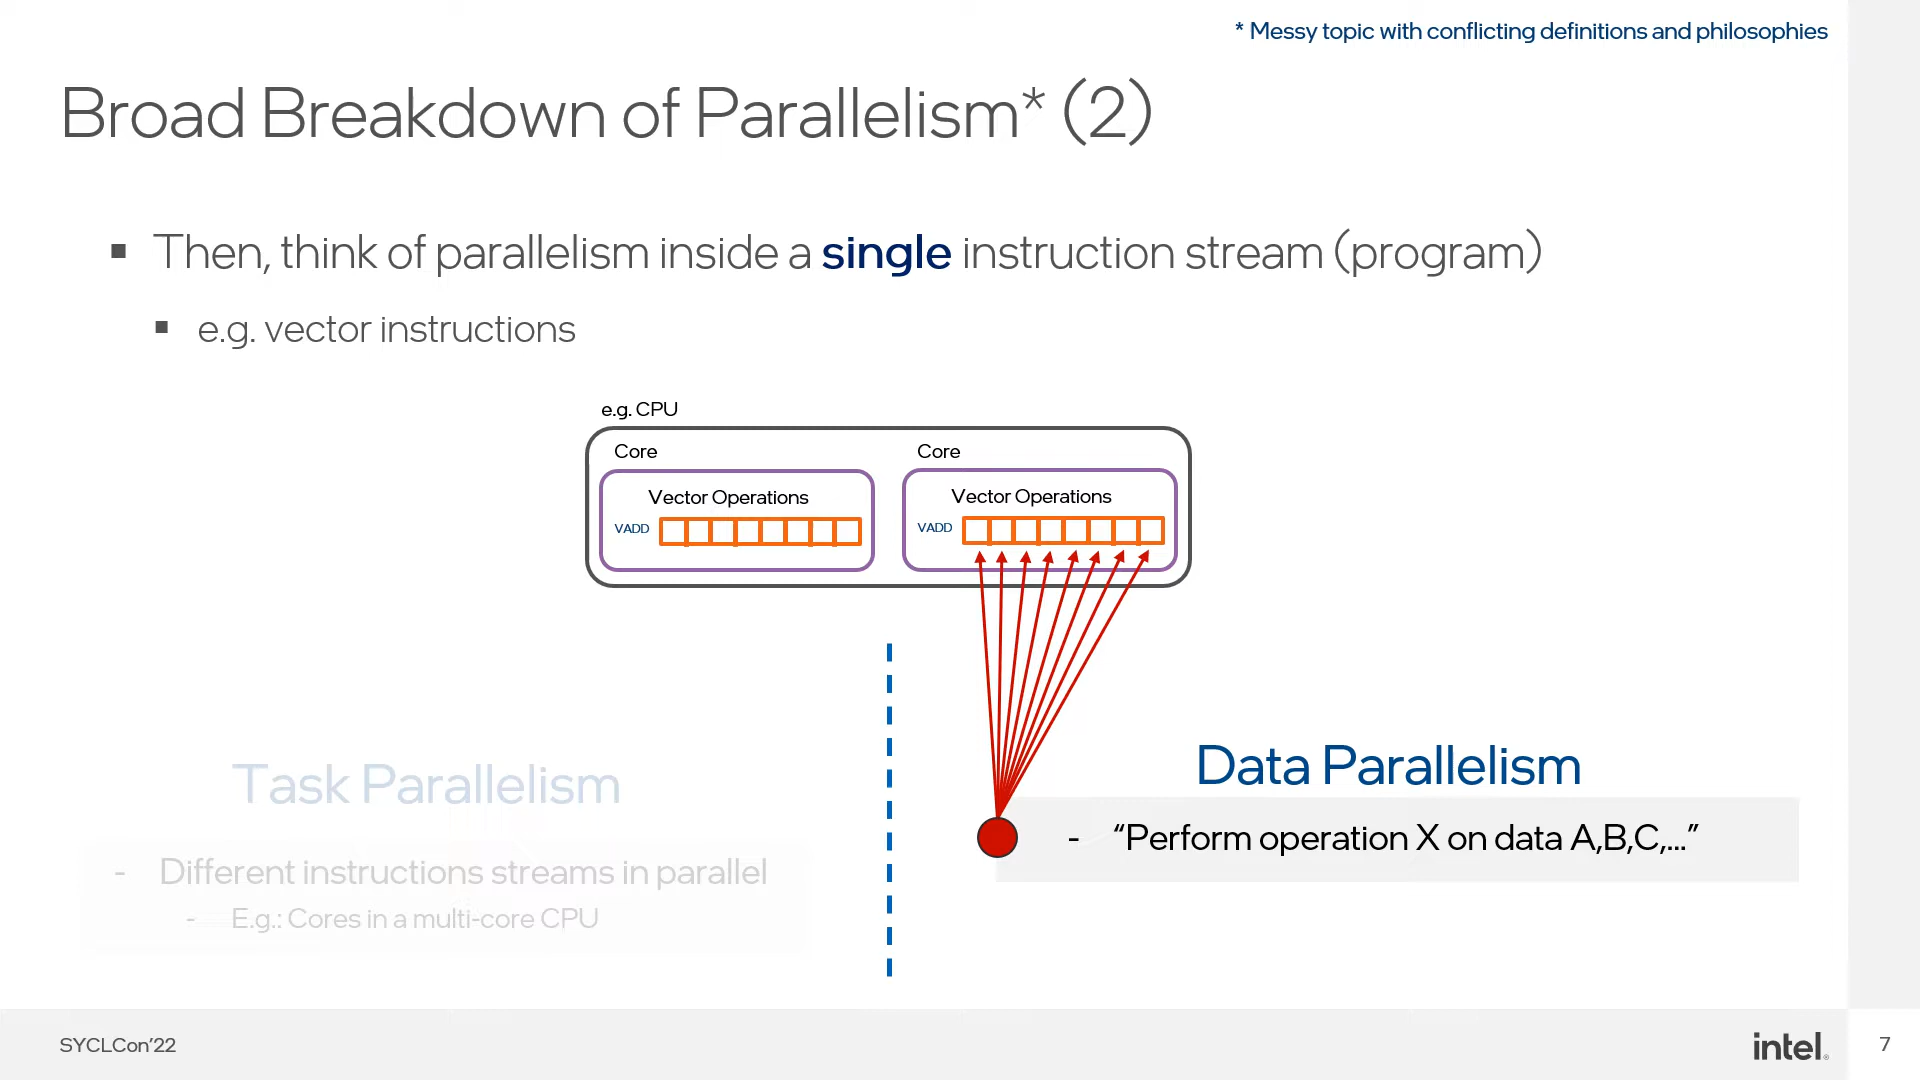 * Messy topic with conflicting definitions and philosophies
Broad Breakdown of Parallelism* (2)
▪ Then, think of parallelism inside a single instruction stream (program)
▪ e.g. vector instructions
e.g. CPU
Core
Vector Operations
VADD
Core
Vector Operations
VADD
Task Parallelism
- Different instructions streams in parallel
- E.g.: Cores in a multi-core CPU
Data Parallelism
- “Perform operation X on data A,B,C,...”
SYCLCon’22
intel.
7